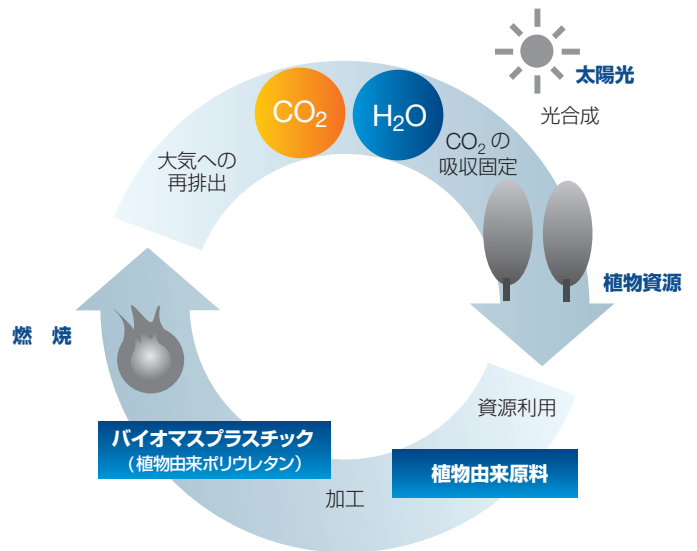 太陽光
光合成
CO₂
H₂O
CO₂の
吸収固定
大気への
再排出
植物資源
燃　焼
資源利用
植物由来原料
加工
バイオマスプラスチック
（植物由来ポリウレタン）